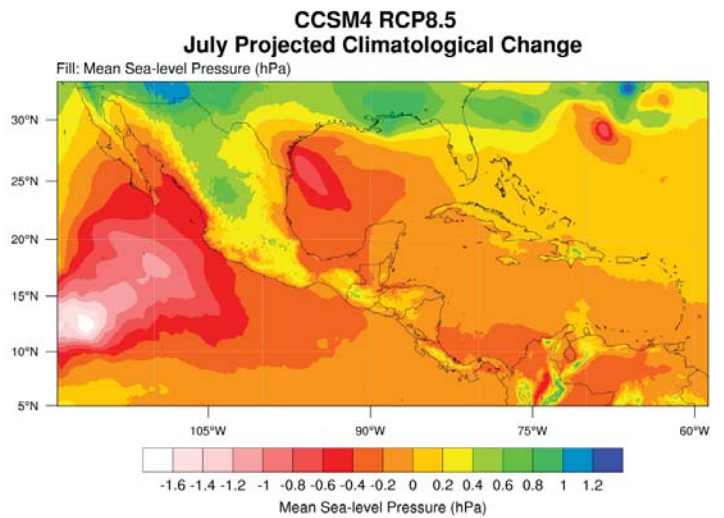 CCSM4 RCP8.5
July Projected Climatological Change
Fill: Mean Sea-level Pressure (hPa)
30°N
25°N
20°N
15°N
10°N
5°N
105°W 90°W 75°W 60°W
-1.6 -1.4 -1.2 -1 -0.8 -0.6 -0.4 -0.2 0 0.2 0.4 0.6 0.8 1 1.2
Mean Sea-level Pressure (hPa)